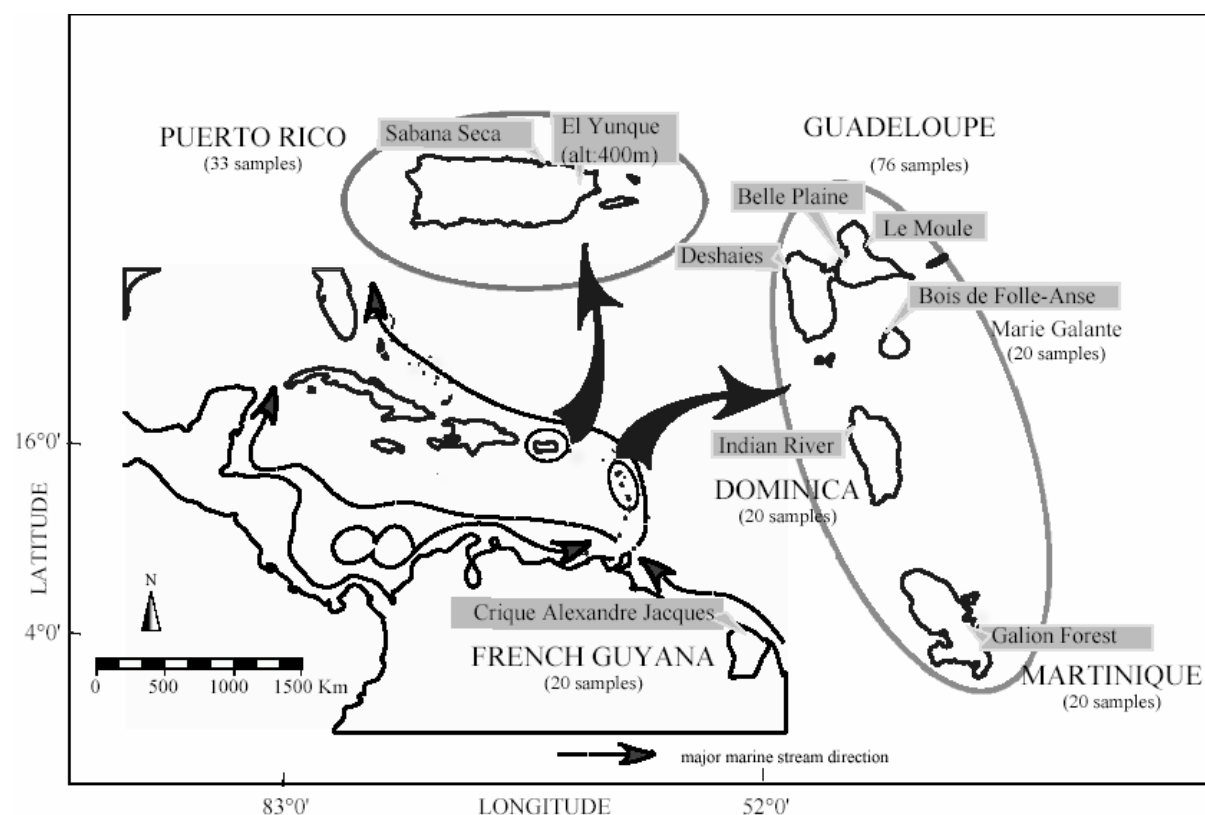 PUERTO RICO
(33 samples)
Sabana Seca
El Yunque
(alt:400m)
GUADELOUPE
(76 samples)
Belle Plaine
Le Moule
Deshaies
Bois de Folle-Anse
Marie Galante
(20 samples)
Indian River
DOMINICA
(20 samples)
16°0'
LATITUDE
4°0'
N
0 500 1000 1500 Km
Crique Alexandre Jacques
FRENCH GUYANA
(20 samples)
Galion Forest
MARTINIQUE
(20 samples)
major marine stream direction
83°0'
LONGITUDE
52°0'